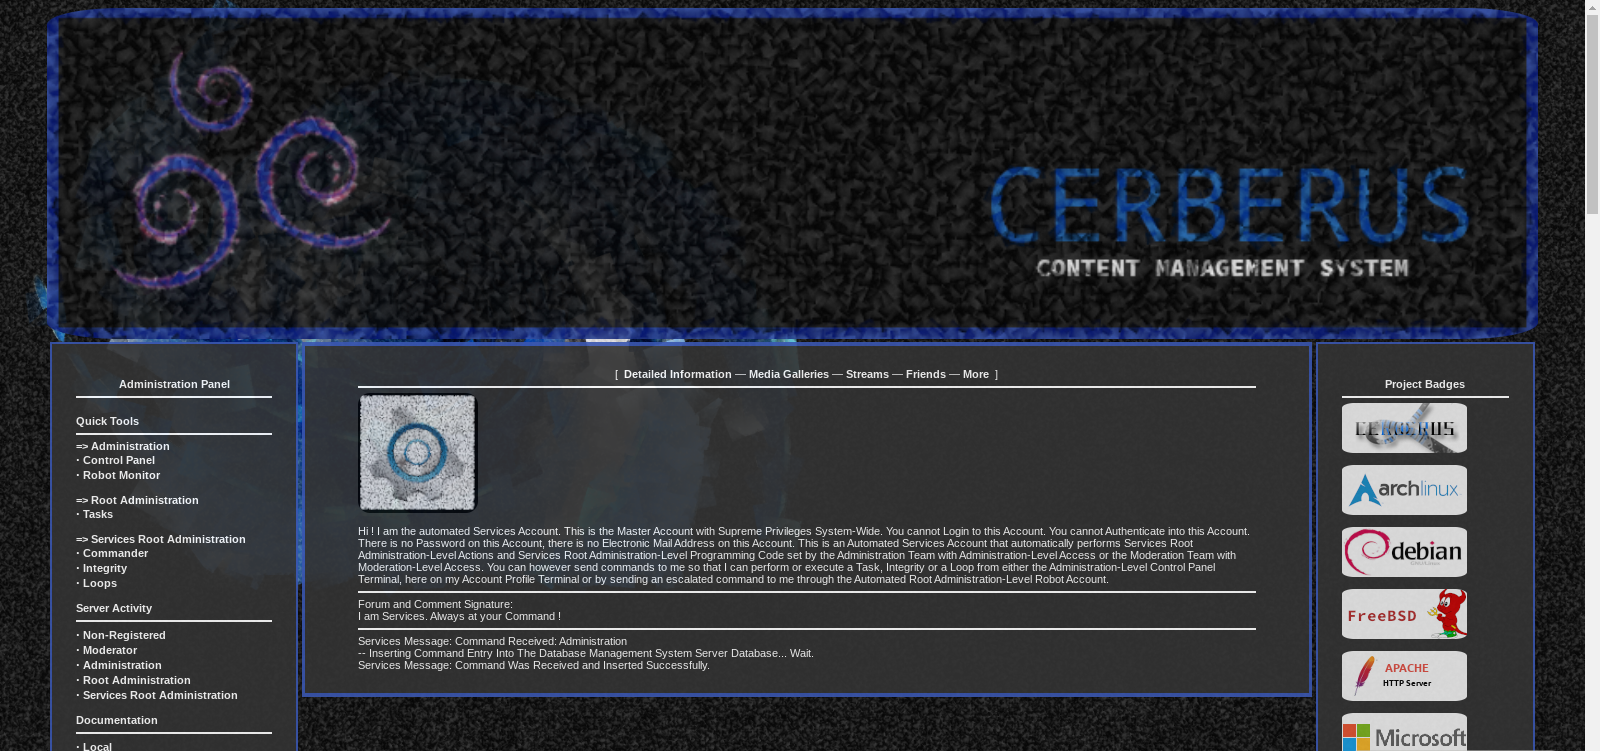 CERBERUS
CONTENT MANAGEMENT SYSTEM
Administration Panel
Quick Tools
=> Administration
· Control Panel
· Robot Monitor
=> Root Administration
· Tasks
=> Services Root Administration
· Commander
· Integrity
· Loops
Server Activity
· Non-Registered
· Moderator
· Administration
· Root Administration
· Services Root Administration
Documentation
· Local
[ Detailed Information — Media Galleries — Streams — Friends — More ]
Hi ! I am the automated Services Account. This is the Master Account with Supreme Privileges System-Wide. You cannot Login to this Account. You cannot Authenticate into this Account.
There is no Password on this Account, there is no Electronic Mail Address on this Account. This is an Automated Services Account that automatically performs Services Root
Administration-Level Actions and Services Root Administration-Level Programming Code set by the Administration Team with Administration-Level Access or the Moderation Team with
Moderation-Level Access. You can however send commands to me so that I can perform or execute a Task, Integrity or a Loop from either the Administration-Level Control Panel
Terminal, here on my Account Profile Terminal or by sending an escalated command to me through the Automated Root Administration-Level Robot Account.
Forum and Comment Signature:
I am Services. Always at your Command !
Services Message: Command Received: Administration
-- Inserting Command Entry Into The Database Management System Server Database... Wait.
Services Message: Command Was Received and Inserted Successfully.
Project Badges
CERBERUS
archlinux
debian
FreeBSD
APACHE
HTTP Server
Microsoft